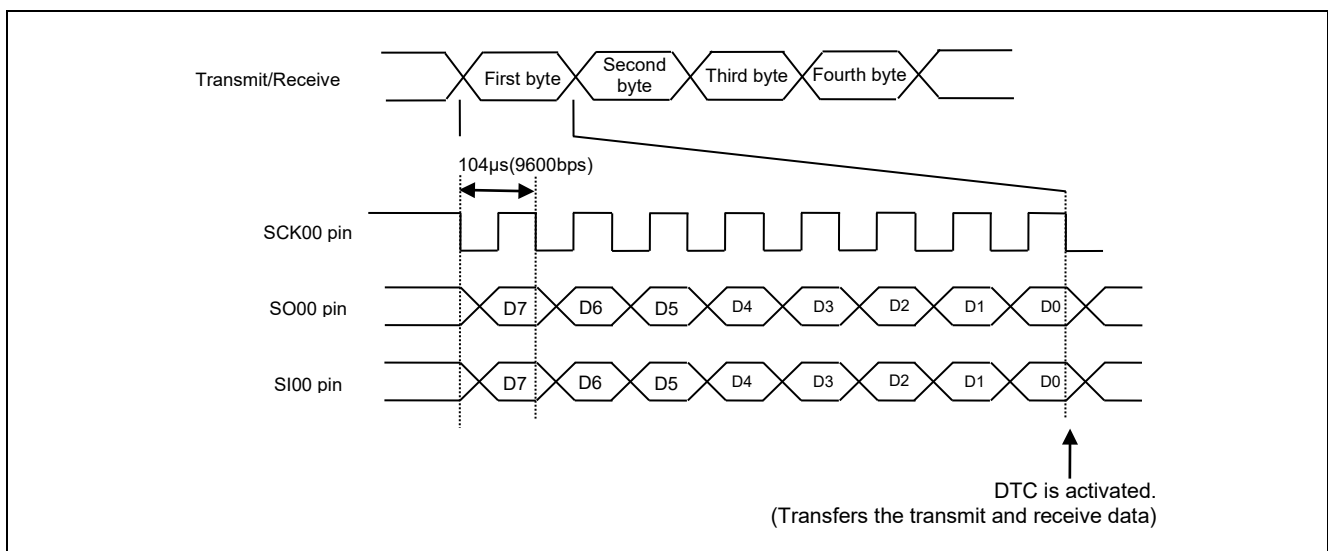 Transmit/Receive
First byte
Second
byte
Third byte
Fourth byte
104µs(9600bps)
SCK00 pin
SO00 pin
D7 D6 D5 D4 D3 D2 D1 D0
SI00 pin
D7 D6 D5 D4 D3 D2 D1 D0
DTC is activated.
(Transfers the transmit and receive data)